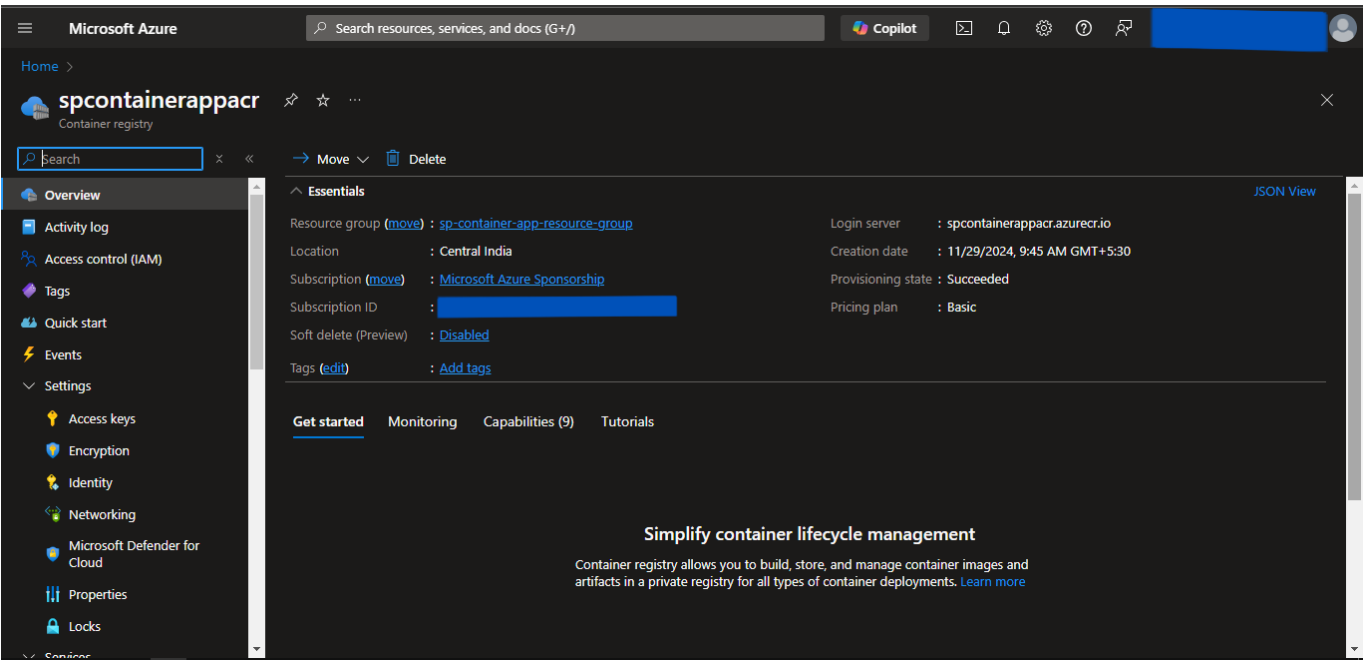 Microsoft Azure
Search resources, services, and docs (G+/)
Copilot
Home >
spcontainerappacr
Container registry
Search
Move
Delete
Overview
Activity log
Access control (IAM)
Tags
Quick start
Events
Settings
Access keys
Encryption
Identity
Networking
Microsoft Defender for
Cloud
Properties
Locks
Services
Essentials
JSON View
Resource group (move) : sp-container-app-resource-group
Location : Central India
Subscription (move) : Microsoft Azure Sponsorship
Subscription ID :
Soft delete (Preview) : Disabled
Tags (edit) : Add tags
Login server : spcontainerappacr.azurecr.io
Creation date : 11/29/2024, 9:45 AM GMT+5:30
Provisioning state : Succeeded
Pricing plan : Basic
Get started Monitoring Capabilities (9) Tutorials
Simplify container lifecycle management
Container registry allows you to build, store, and manage container images and
artifacts in a private registry for all types of container deployments. Learn more